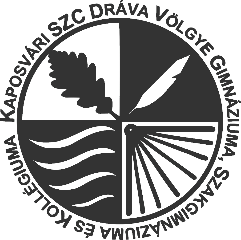 KAPOSVÁRI SZC DRÁVA VÖLGYE GIMNÁZIUMA, SZAKGIMNÁZIUMA ÉS KOLLÉGIUMA